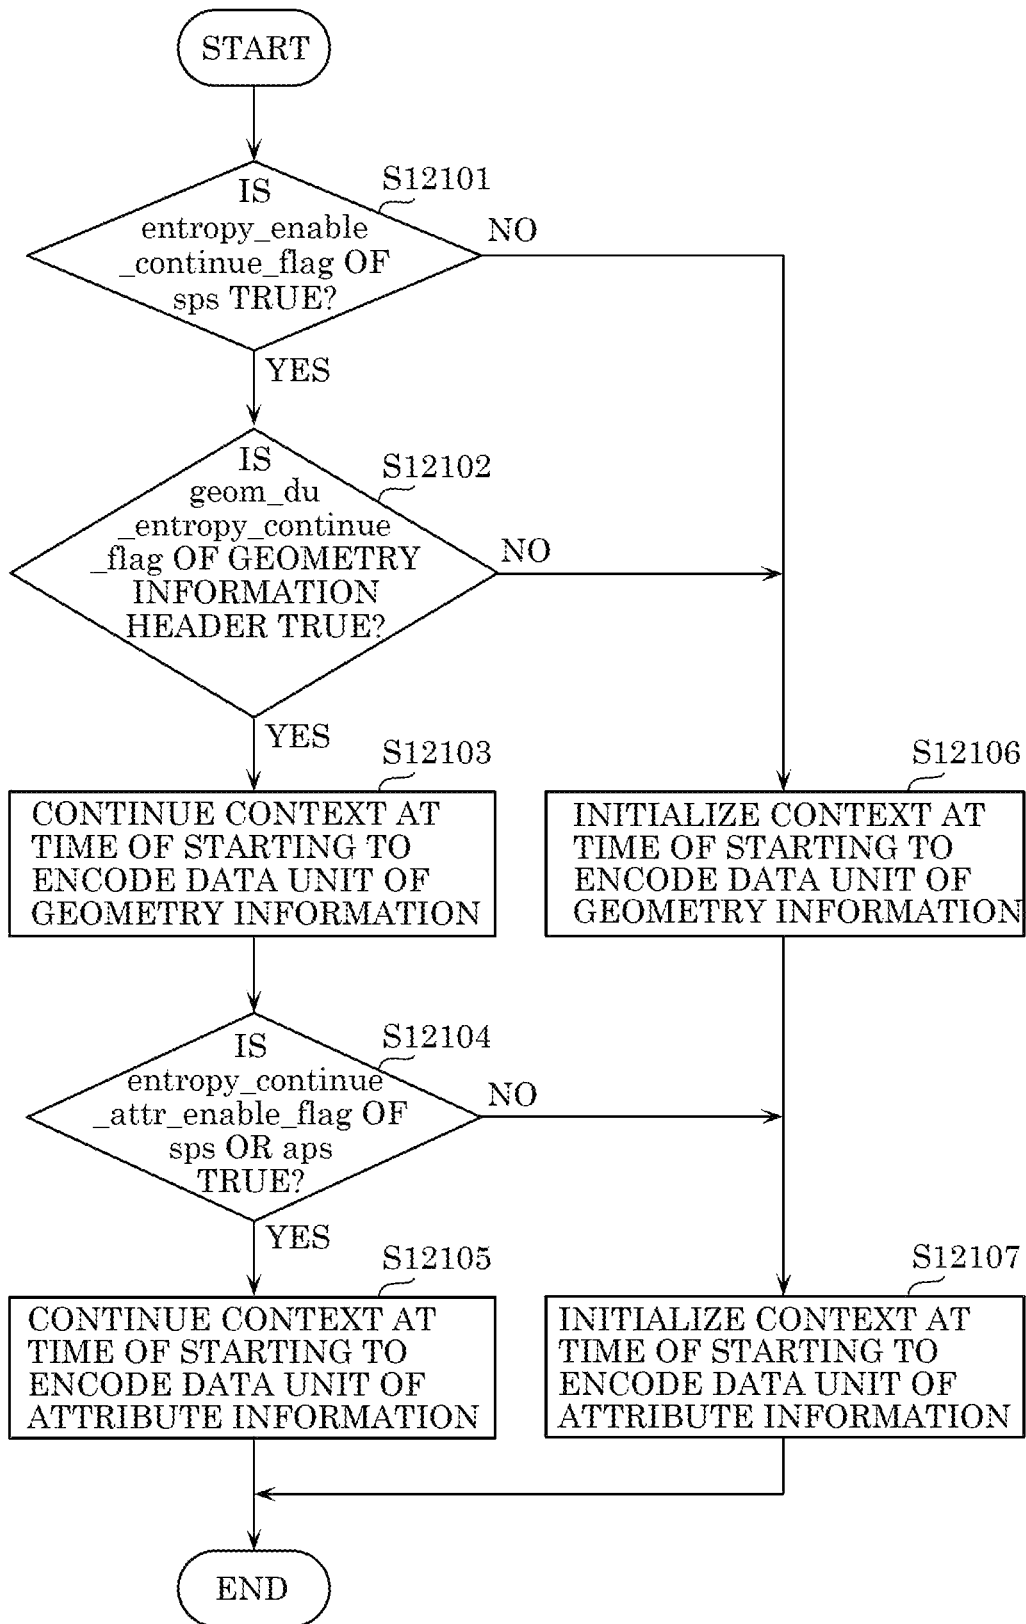 START
S12101
IS
entropy_enable
_continue_flag OF
sps TRUE?
NO
YES
S12102
IS
geom_du
_entropy_continue
_flag OF GEOMETRY
INFORMATION
HEADER TRUE?
NO
YES
S12103
CONTINUE CONTEXT AT
TIME OF STARTING TO
ENCODE DATA UNIT OF
GEOMETRY INFORMATION
S12106
INITIALIZE CONTEXT AT
TIME OF STARTING TO
ENCODE DATA UNIT OF
GEOMETRY INFORMATION
S12104
IS
entropy_continue
_attr_enable_flag OF
sps OR aps
TRUE?
NO
YES
S12105
CONTINUE CONTEXT AT
TIME OF STARTING TO
ENCODE DATA UNIT OF
ATTRIBUTE INFORMATION
S12107
INITIALIZE CONTEXT AT
TIME OF STARTING TO
ENCODE DATA UNIT OF
ATTRIBUTE INFORMATION
END